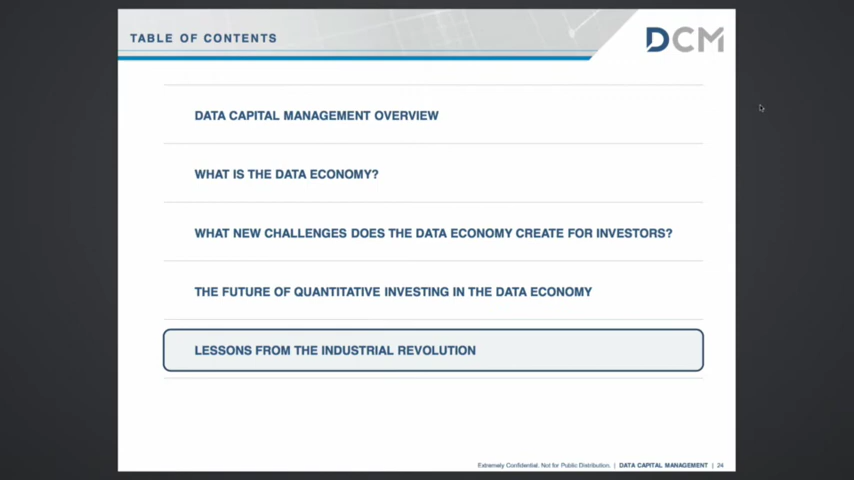 TABLE OF CONTENTS
DCM
DATA CAPITAL MANAGEMENT OVERVIEW
WHAT IS THE DATA ECONOMY?
WHAT NEW CHALLENGES DOES THE DATA ECONOMY CREATE FOR INVESTORS?
THE FUTURE OF QUANTITATIVE INVESTING IN THE DATA ECONOMY
LESSONS FROM THE INDUSTRIAL REVOLUTION
Extremely Confidential. Not for Public Distribution. | DATA CAPITAL MANAGEMENT | 24